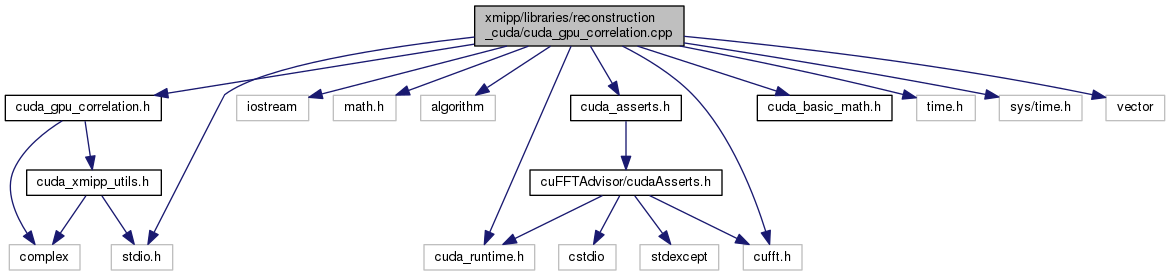 xmipp/libraries/reconstruction
_cuda/cuda_gpu_correlation.cpp
cuda_gpu_correlation.h
iostream
math.h
algorithm
cuda_asserts.h
cuda_basic_math.h
time.h
sys/time.h
vector
cuda_xmipp_utils.h
cuFFTAdvisor/cudaAsserts.h
complex
stdio.h
cuda_runtime.h
cstdio
stdexcept
cufft.h